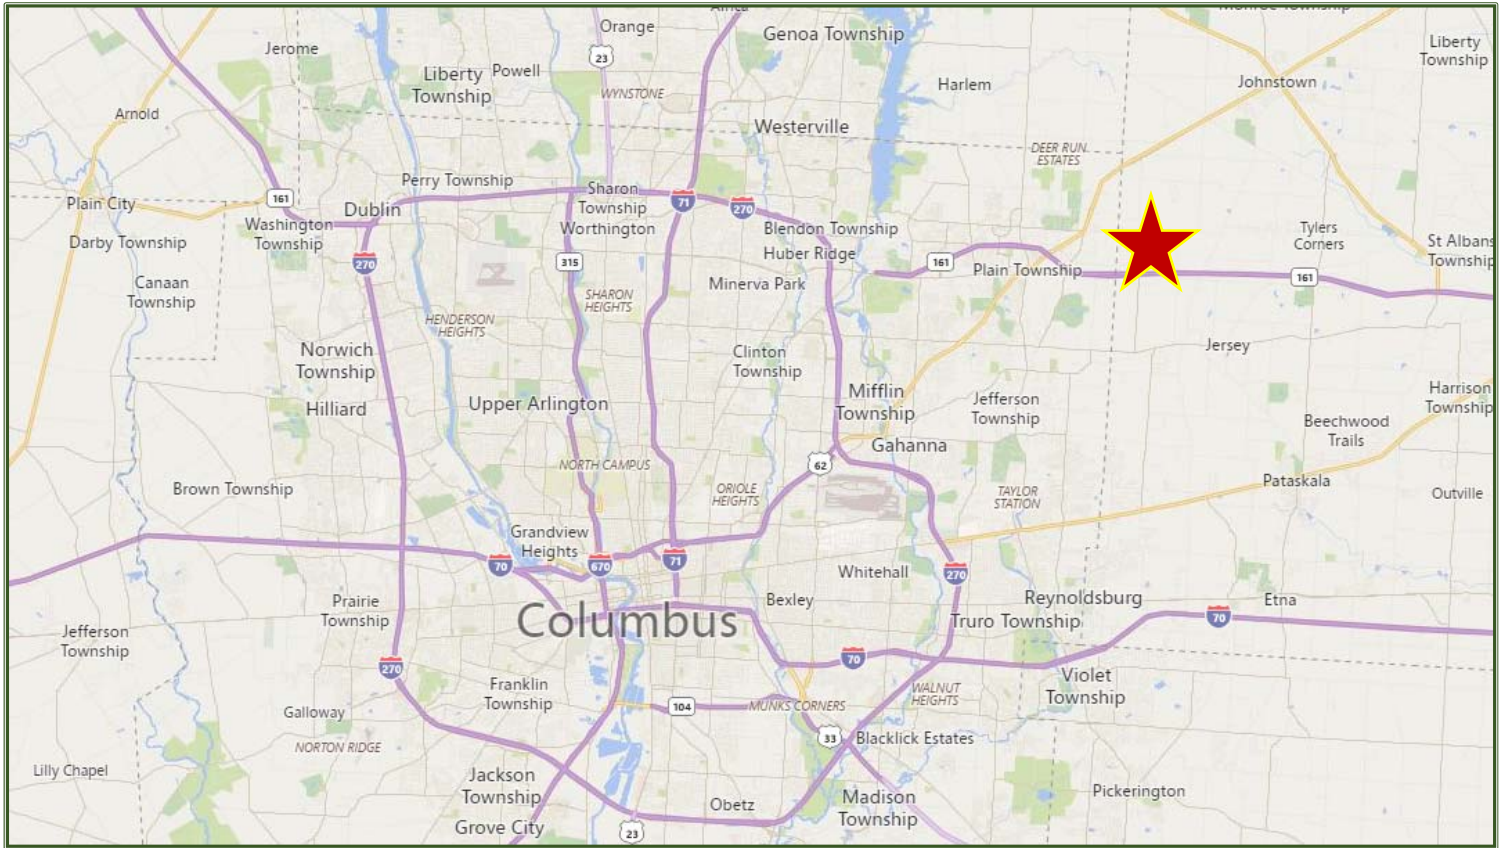 Africa
Monroe Township
Orange
Genoa Township
Liberty
Township
Jerome
23
Liberty
Township
Powell
Harlem
Johnstown
WYNSTONE
Arnold
Westerville
DEER RUN
ESTATES
Perry Township
Sharon
Township
161
Plain City
Dublin
71
270
Washington
Township
Worthington
Blendon Township
Tylers
Corners
Darby Township
St Albans
Township
Huber Ridge
270
315
161
Plain Township
161
Canaan
Township
Minerva Park
SHARON
HEIGHTS
HENDERSON
HEIGHTS
Norwich
Township
Clinton
Township
Jersey
Hilliard
Upper Arlington
Mifflin
Township
Jefferson
Township
Harrison
Township
Beechwood
Trails
Gahanna
NORTH CAMPUS
62
Brown Township
ORIOLE
HEIGHTS
TAYLOR
STATION
Pataskala
Outville
Grandview
Heights
70
670
71
Whitehall
270
Prairie
Township
Columbus
Bexley
Reynoldsburg
Etna
Truro Township
70
Jefferson
Township
270
70
Franklin
Township
WALNUT
HEIGHTS
Violet
Township
Galloway
104
MUNKS CORNERS
NORTON RIDGE
33
Blacklick Estates
Lilly Chapel
Jackson
Township
Obetz
Madison
Township
Pickerington
Grove City
23